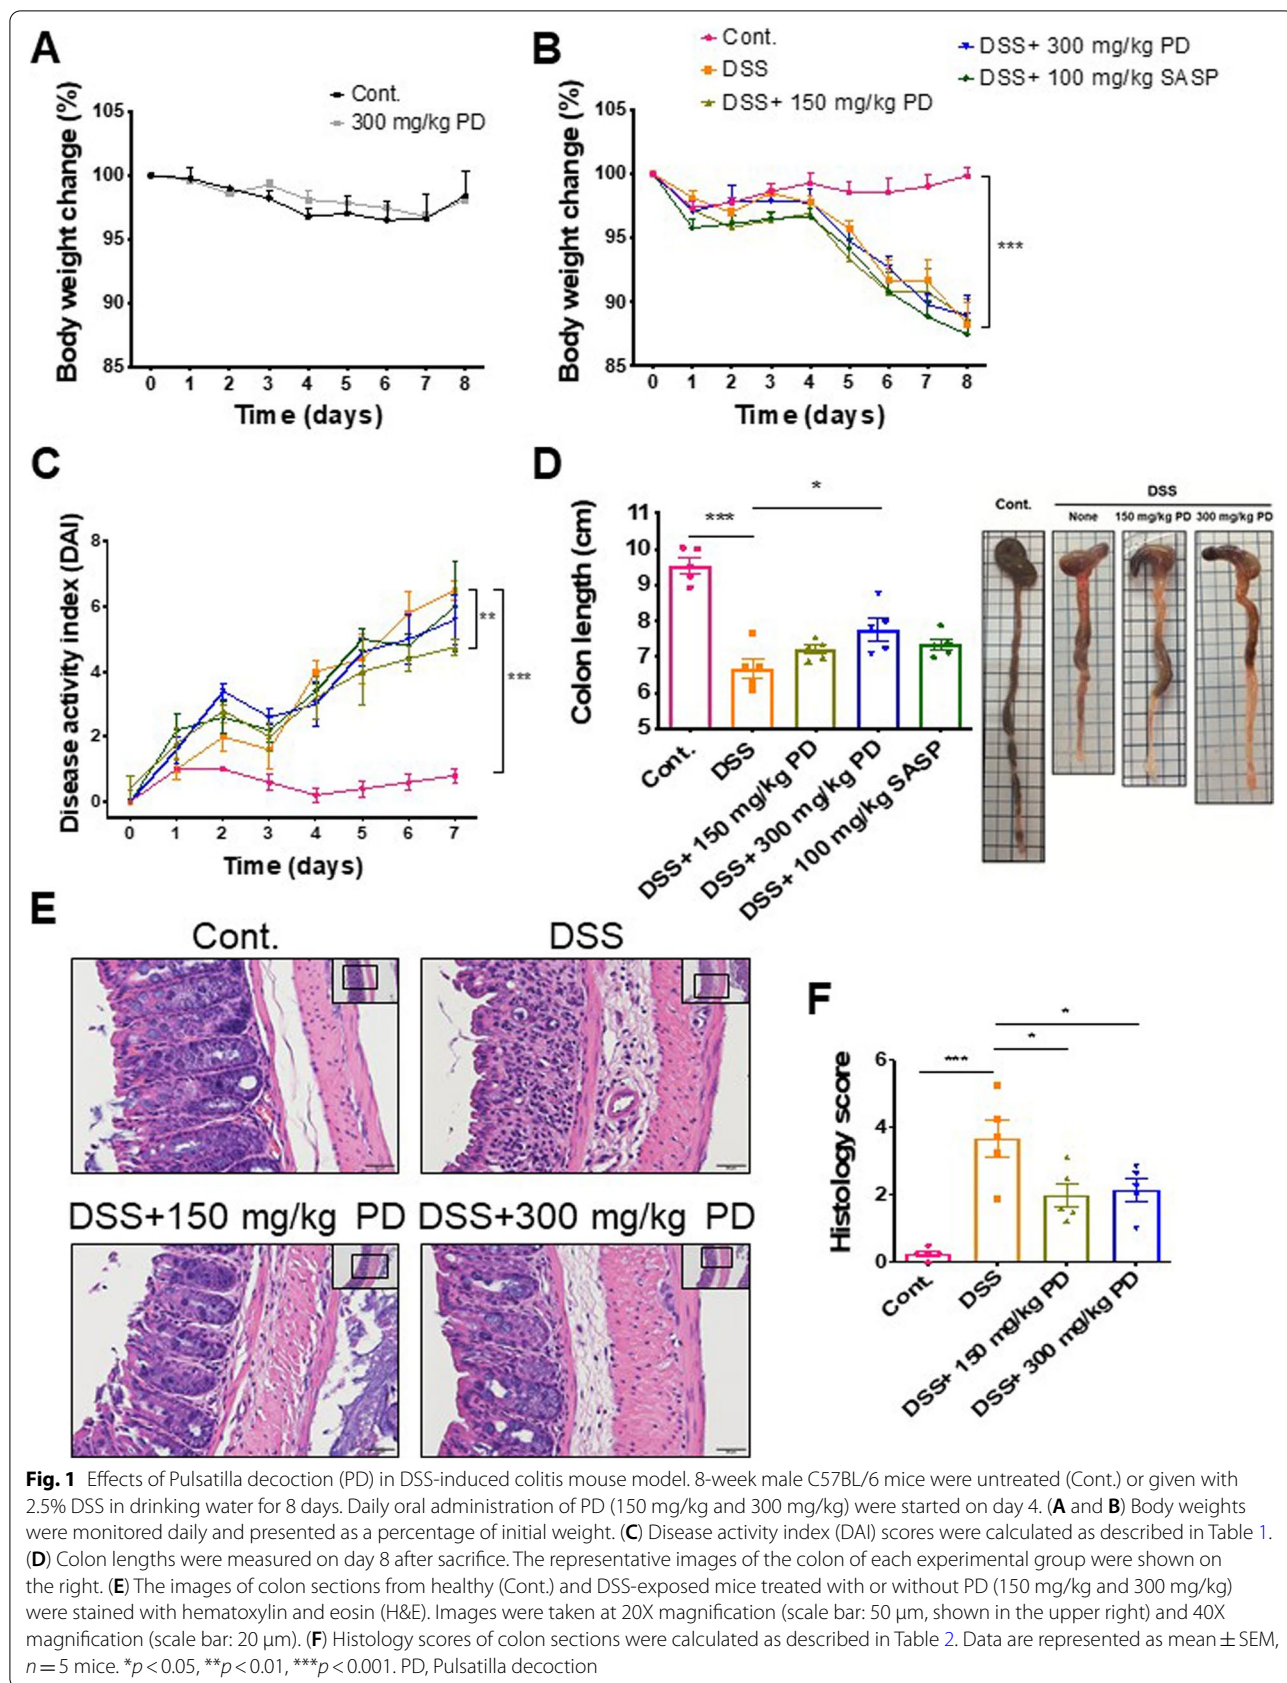 A
Cont.
300 mg/kg PD
Body weight change (%)
105
100
95
90
85
0 1 2 3 4 5 6 7 8
Time (days)
B
Cont.
DSS
DSS+ 150 mg/kg PD
DSS+ 300 mg/kg PD
DSS+ 100 mg/kg SASP
Body weight change (%)
105
100
95
90
85
***
0 1 2 3 4 5 6 7 8
Time (days)
C
Disease activity index (DAI)
8
6
4
2
0
**
***
0 1 2 3 4 5 6 7
Time (days)
D
Colon length (cm)
11
10
9
8
7
6
5
***
*
Cont.
DSS
DSS+ 150 mg/kg PD
DSS+ 300 mg/kg PD
DSS+ 100 mg/kg SASP
DSS
Cont.
None 150 mg/kg PD 300 mg/kg PD
E
Cont. DSS
DSS+150 mg/kg PD DSS+300 mg/kg PD
F
Histology score
6
4
2
0
***
*
*
Cont.
DSS
DSS+ 150 mg/kg PD
DSS+ 300 mg/kg PD
Fig. 1 Effects of Pulsatilla decoction (PD) in DSS-induced colitis mouse model. 8-week male C57BL/6 mice were untreated (Cont.) or given with
2.5% DSS in drinking water for 8 days. Daily oral administration of PD (150 mg/kg and 300 mg/kg) were started on day 4. (A and B) Body weights
were monitored daily and presented as a percentage of initial weight. (C) Disease activity index (DAI) scores were calculated as described in Table 1.
(D) Colon lengths were measured on day 8 after sacrifice. The representative images of the colon of each experimental group were shown on
the right. (E) The images of colon sections from healthy (Cont.) and DSS-exposed mice treated with or without PD (150 mg/kg and 300 mg/kg)
were stained with hematoxylin and eosin (H&E). Images were taken at 20X magnification (scale bar: 50 μm, shown in the upper right) and 40X
magnification (scale bar: 20 μm). (F) Histology scores of colon sections were calculated as described in Table 2. Data are represented as mean ± SEM,
n = 5 mice. *p < 0.05, **p < 0.01, ***p < 0.001. PD, Pulsatilla decoction